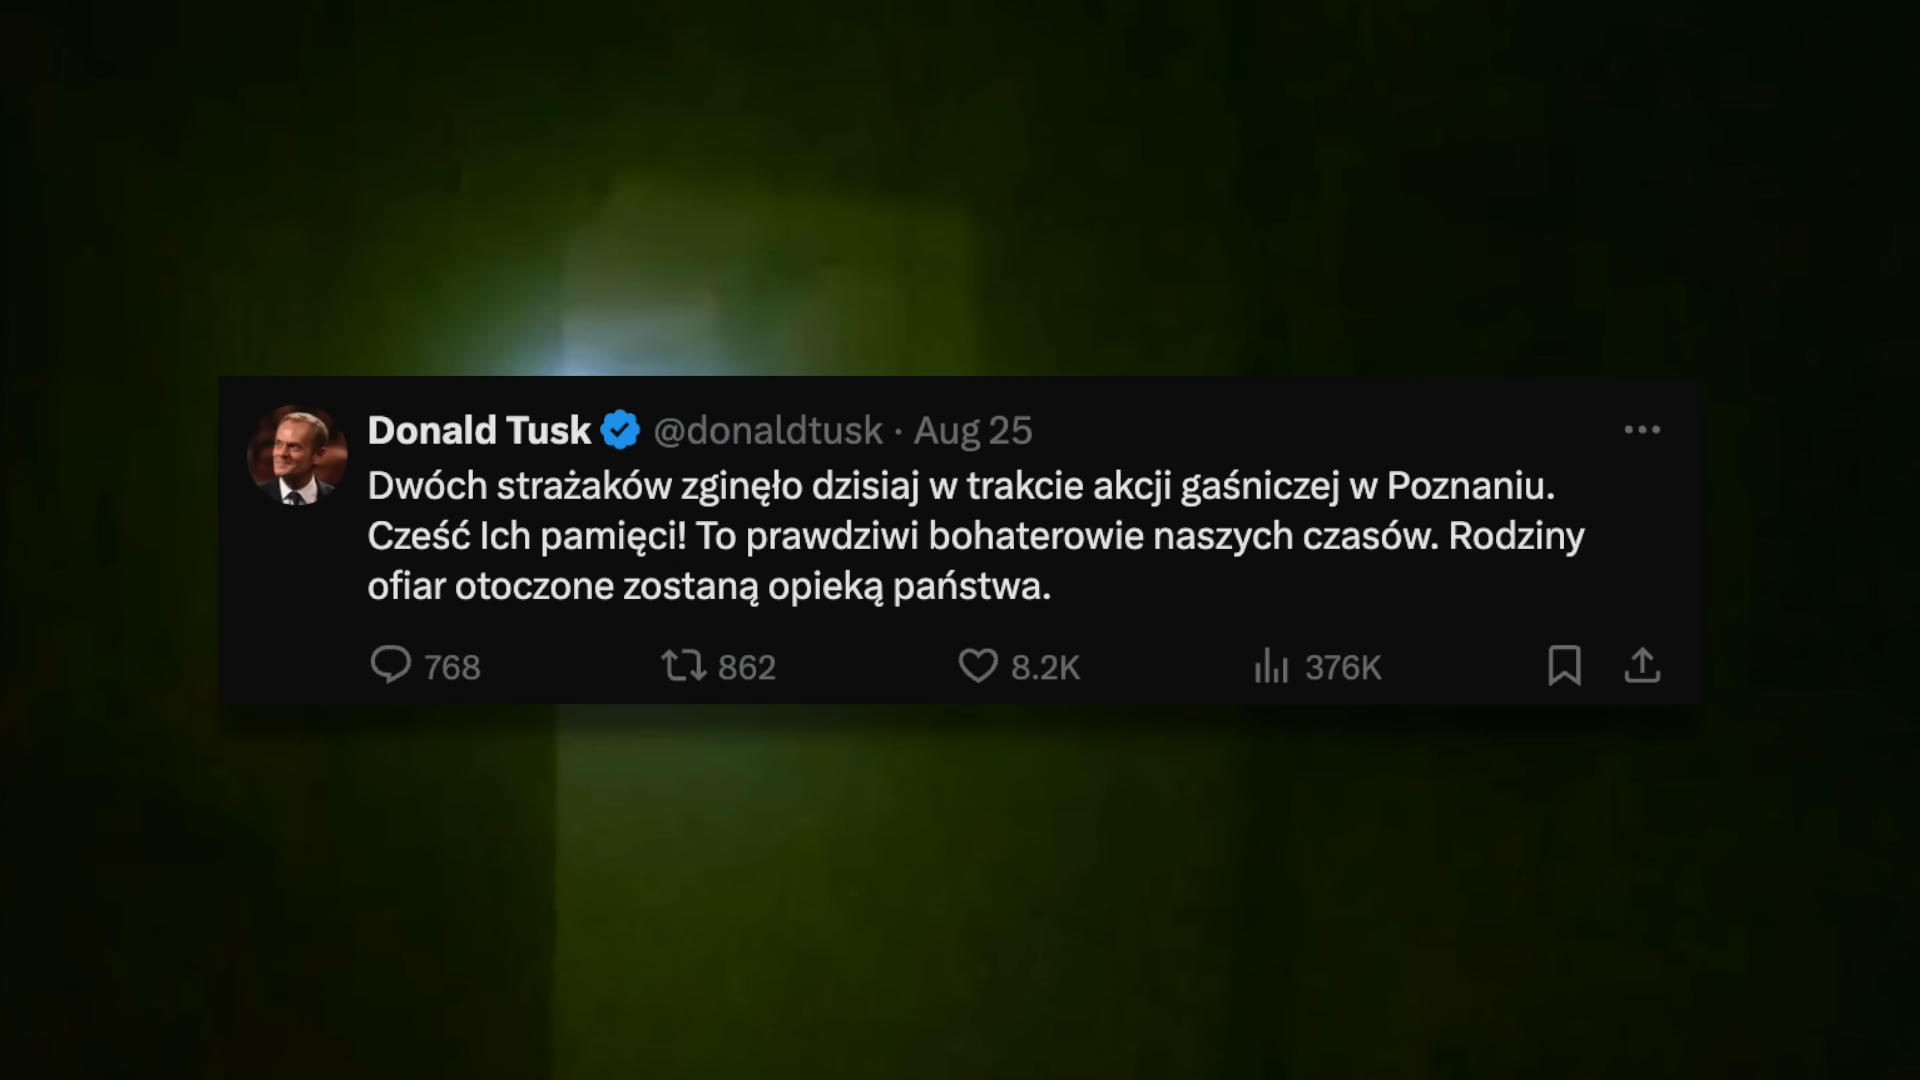 Donald Tusk @donaldtusk · Aug 25
Dwóch strażaków zginęło dzisiaj w trakcie akcji gaśniczej w Poznaniu.
Cześć Ich pamięci! To prawdziwi bohaterowie naszych czasów. Rodziny
ofiar otoczone zostaną opieką państwa.
768 862 8.2K 376K